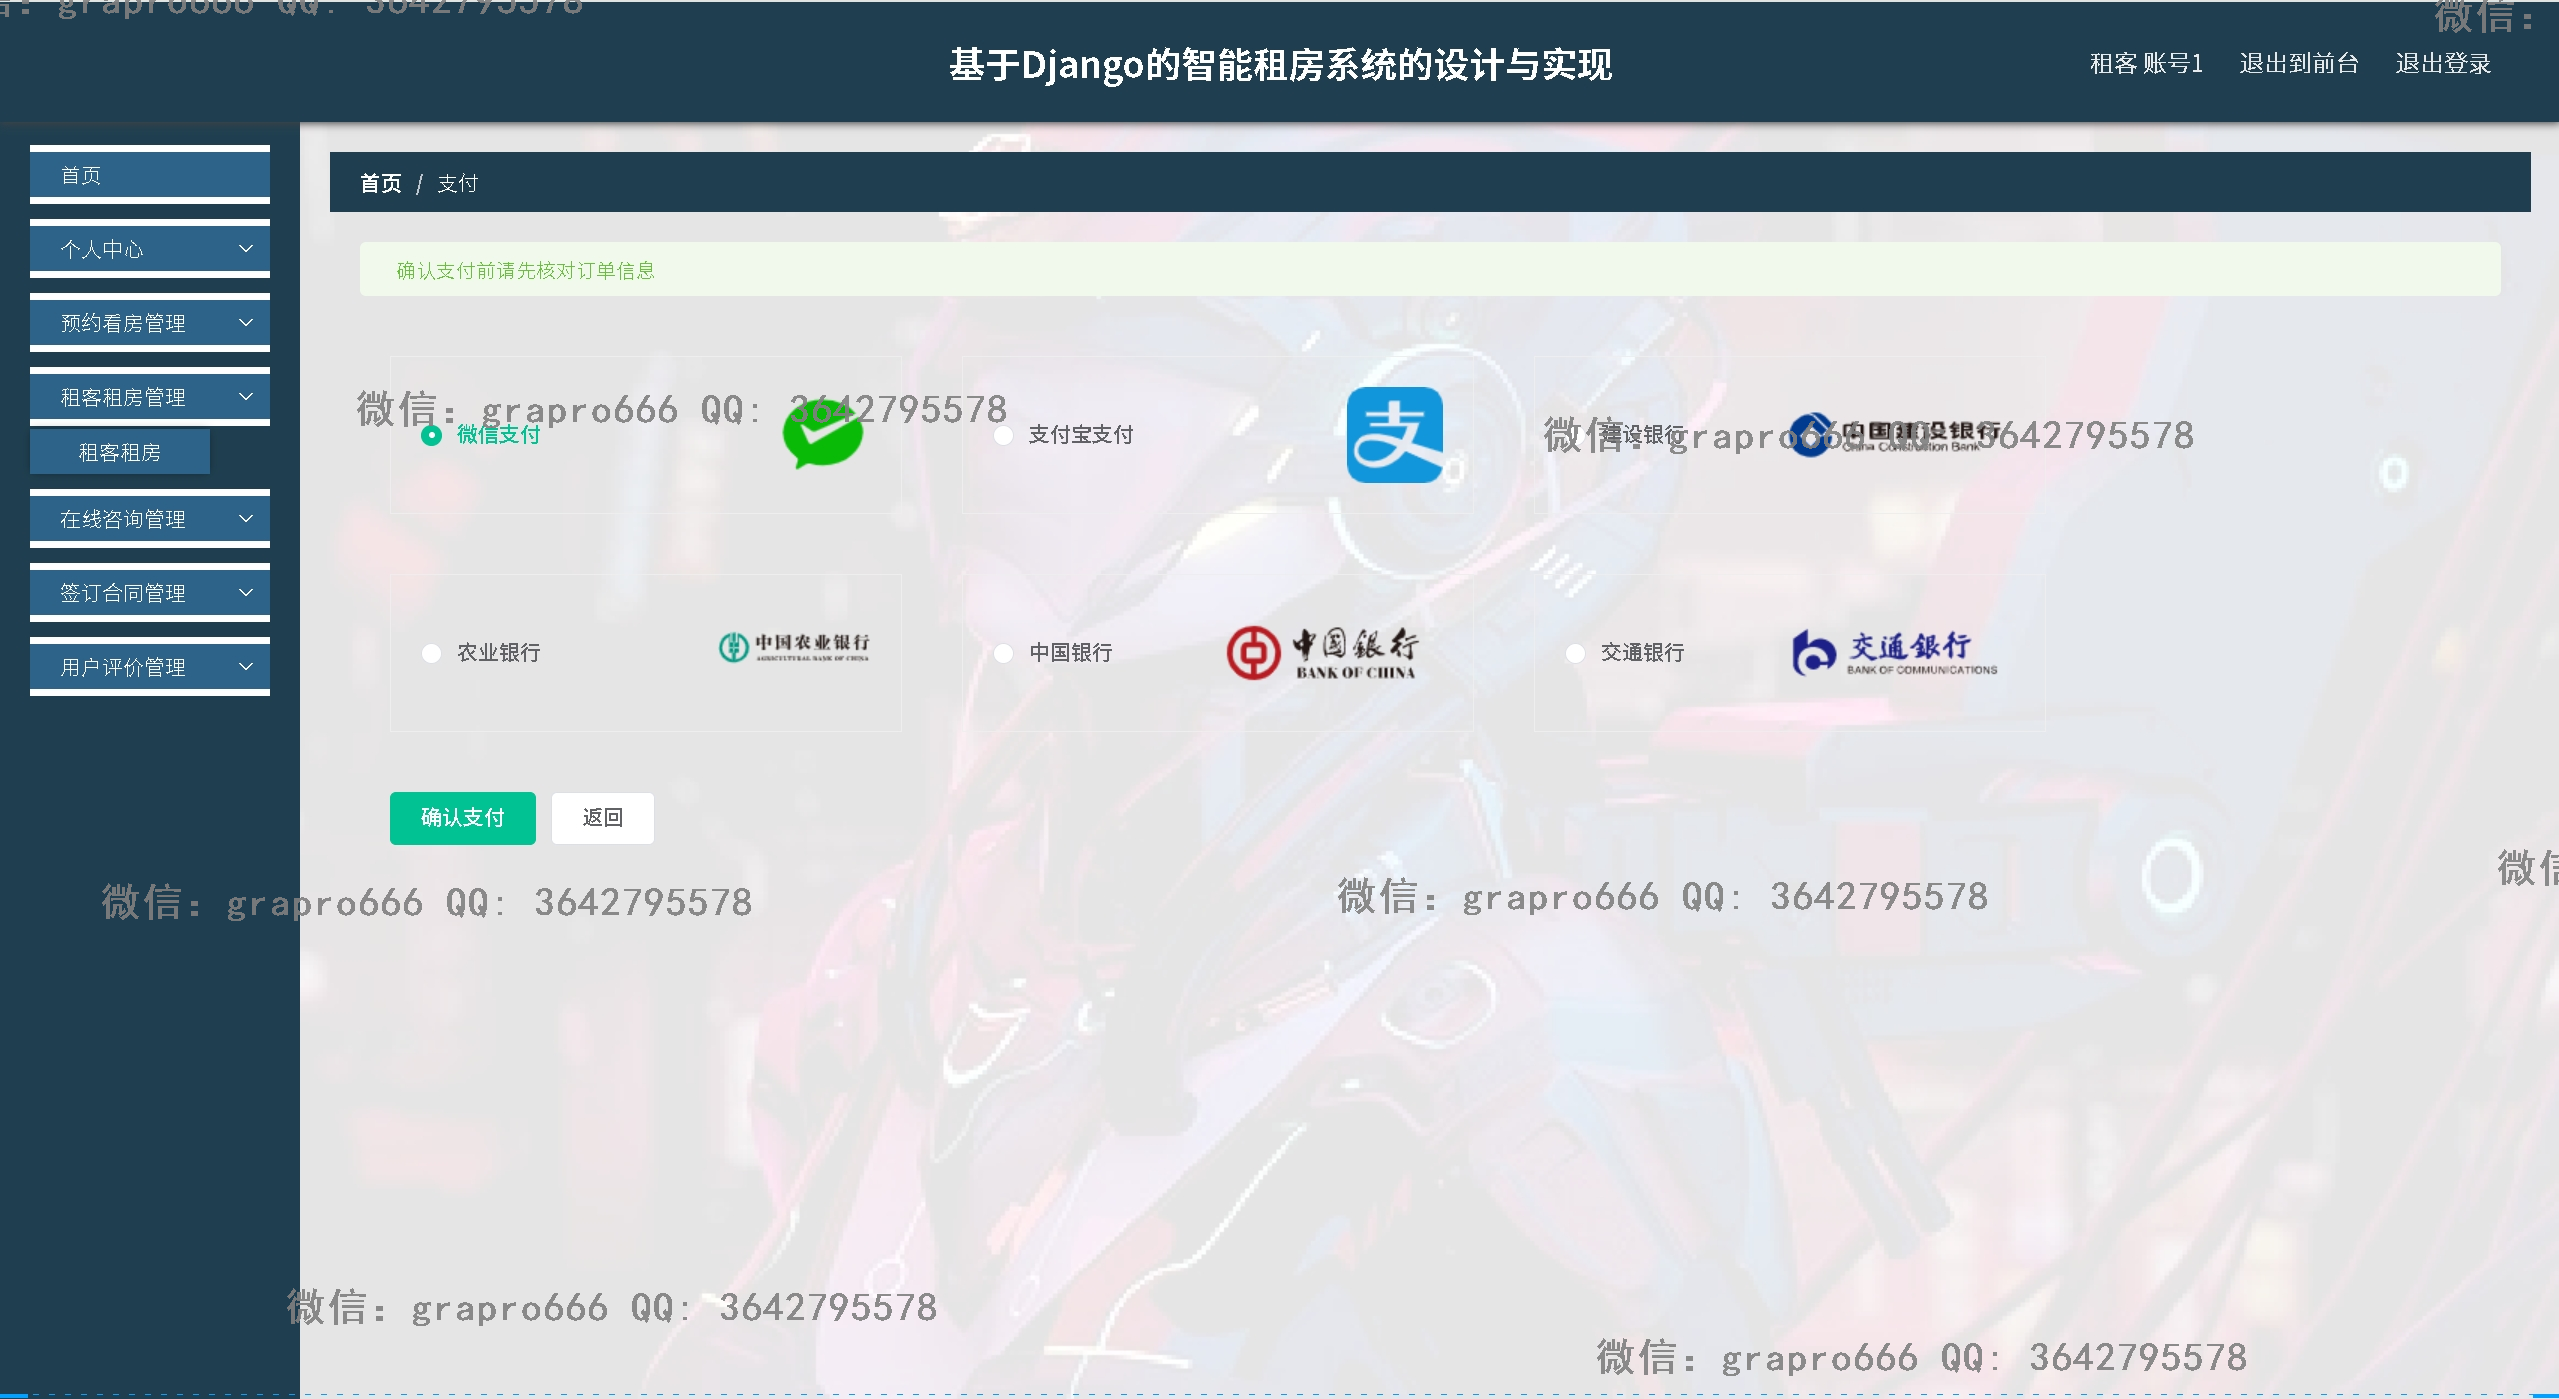 grapro666 QQ: 3642795578
微信:
基于Django的智能租房系统的设计与实现
租客 账号1 退出到前台 退出登录
首页
个人中心
预约看房管理
租客租房管理
租客租房
在线咨询管理
签订合同管理
用户评价管理
首页 / 支付
确认支付前请先核对订单信息
微信: grapro666 QQ: 3642795578
微信支付
支付宝支付
支
微信: grapro666 QQ: 3642795578
建设银行
中国建设银行
China Construction Bank
农业银行
中国农业银行
AGRICULTURAL BANK OF CHINA
中国银行
中國銀行
BANK OF CHINA
交通银行
交通銀行
BANK OF COMMUNICATIONS
确认支付 返回
微信
微信: grapro666 QQ: 3642795578
微信: grapro666 QQ: 3642795578
微信: grapro666 QQ: 3642795578
微信: grapro666 QQ: 3642795578